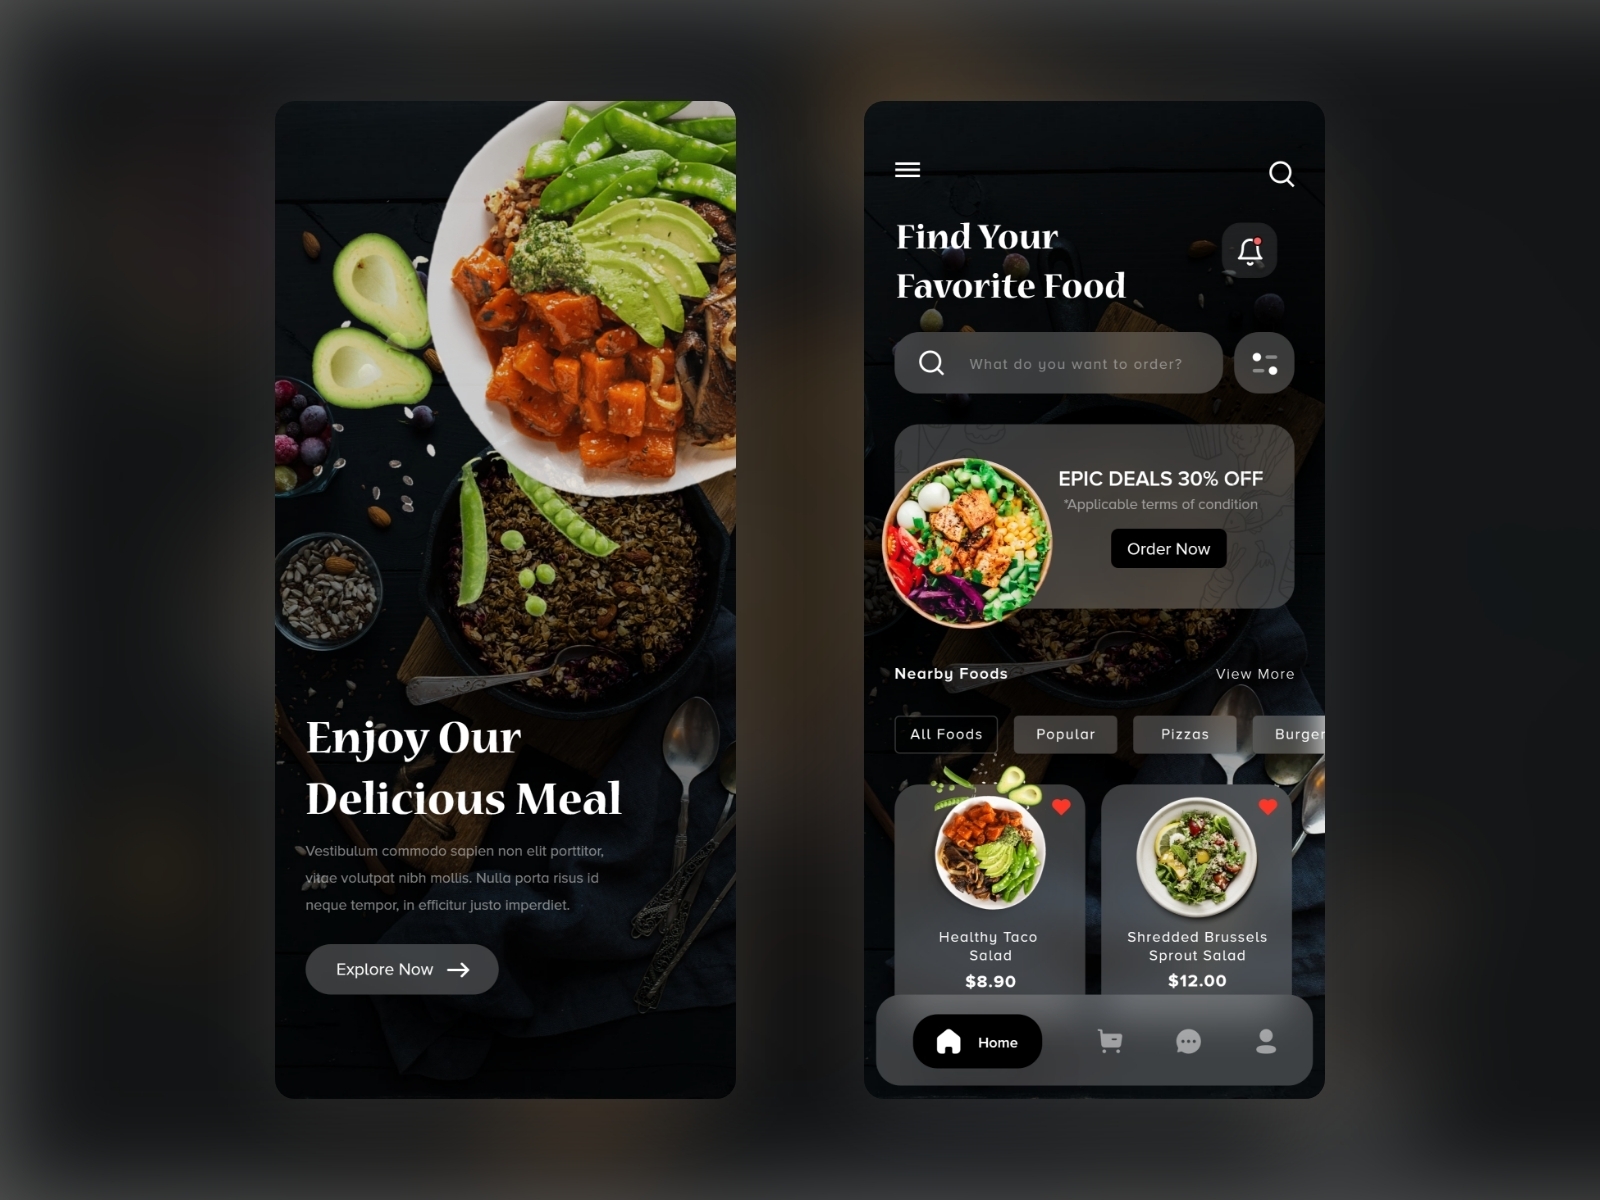 Enjoy Our
Delicious Meal
Vestibulum commodo sapien non elit porttitor,
vitae volutpat nibh mollis. Nulla porta risus id
neque tempor, in efficitur justo imperdiet.
Explore Now
Find Your
Favorite Food
What do you want to order?
EPIC DEALS 30% OFF
*Applicable terms of condition
Order Now
Nearby Foods
View More
All Foods
Popular
Pizzas
Burger
Healthy Taco
Salad
$8.90
Shredded Brussels
Sprout Salad
$12.00
Home